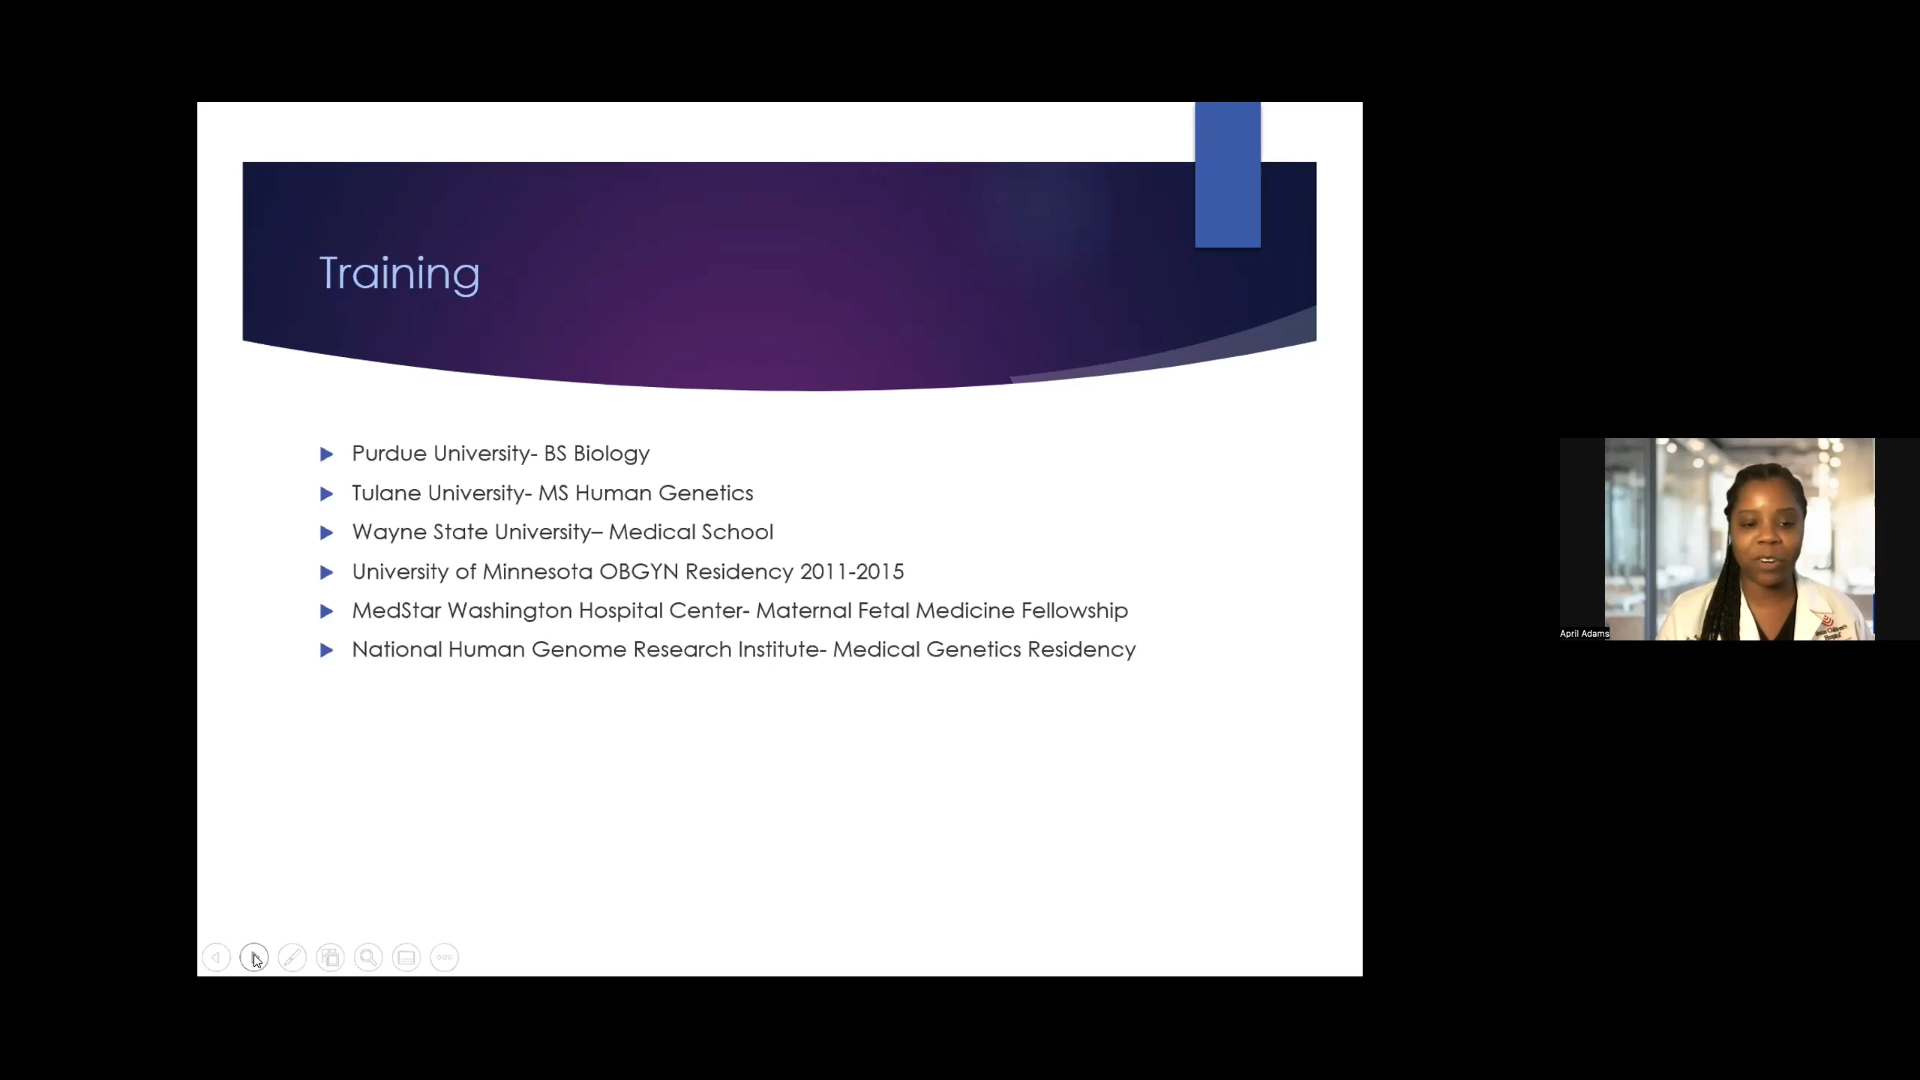 Training
Purdue University- BS Biology
Tulane University- MS Human Genetics
Wayne State University– Medical School
University of Minnesota OBGYN Residency 2011-2015
MedStar Washington Hospital Center- Maternal Fetal Medicine Fellowship
National Human Genome Research Institute- Medical Genetics Residency
April Adams